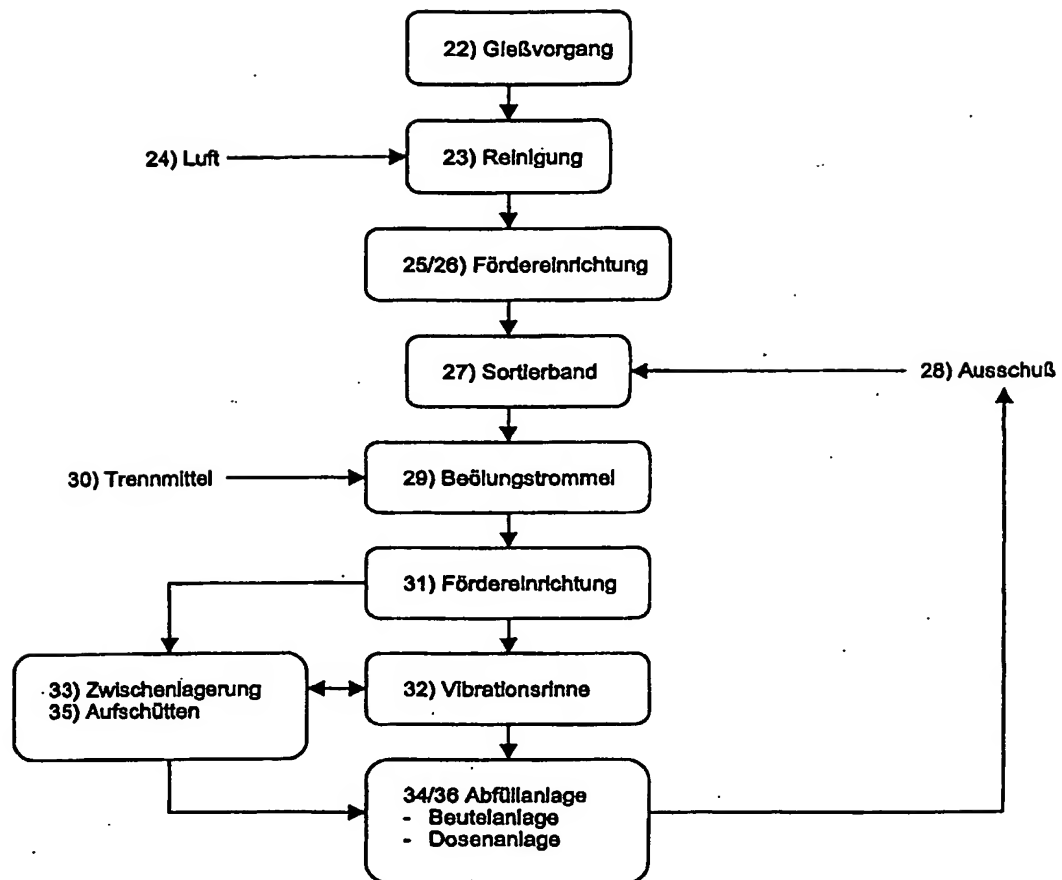 22) Gießvorgang
24) Luft
23) Reinigung
25/26) Fördereinrichtung
27) Sortierband
28) Ausschuß
30) Trennmittel
29) Beölungstrommel
31) Fördereinrichtung
33) Zwischenlagerung
35) Aufschütten
32) Vibrationsrinne
34/36 Abfüllanlage
- Beutelanlage
- Dosenanlage